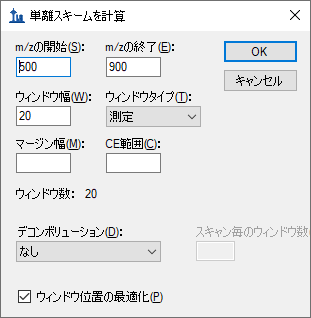 単離スキームを計算
m/zの開始(S): m/zの終了(E):
500 900 OK
キャンセル
ウィンドウ幅(W): ウィンドウタイプ(T):
20 測定
マージン幅(M): CE範囲(C):
ウィンドウ数: 20
デコンボリューション(D): スキャン毎のウィンドウ数(
なし
ウィンドウ位置の最適化(P)